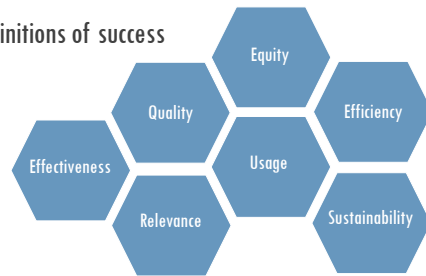 initions of success
Equity
Quality
Efficiency
Effectiveness
Usage
Relevance
Sustainability